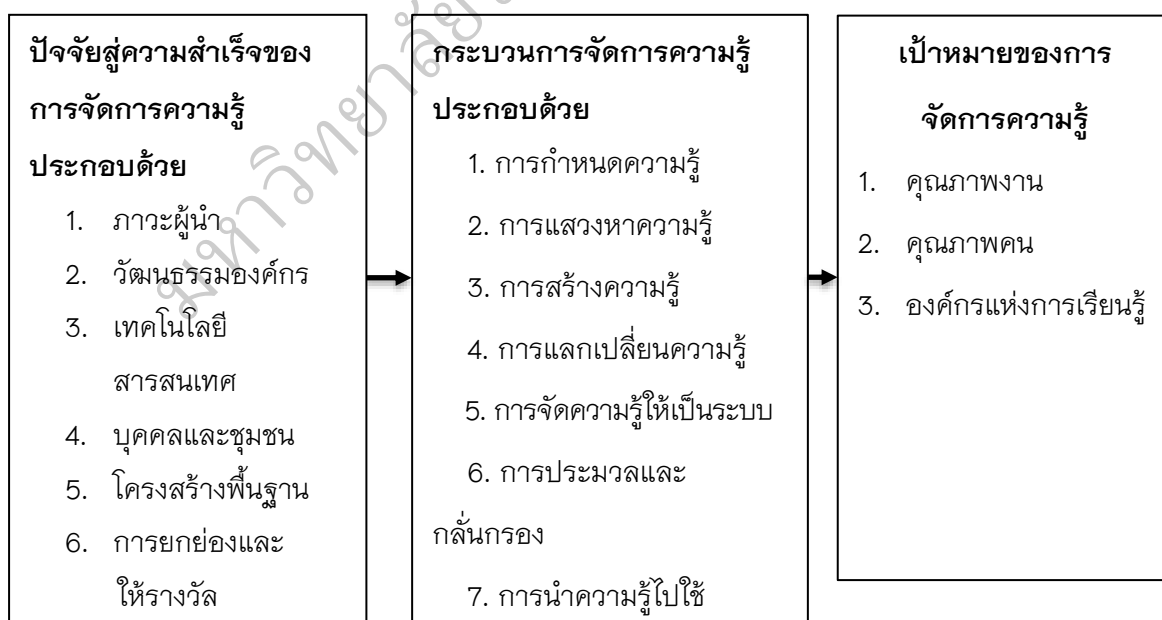 ปัจจัยสู่ความสำเร็จของ
การจัดการความรู้
ประกอบด้วย
1. ภาวะผู้นำ
2. วัฒนธรรมองค์กร
3. เทคโนโลยี
สารสนเทศ
4. บุคคลและชุมชน
5. โครงสร้างพื้นฐาน
6. การยกย่องและ
ให้รางวัล
กระบวนการจัดการความรู้
ประกอบด้วย
1. การกำหนดความรู้
2. การแสวงหาความรู้
3. การสร้างความรู้
4. การแลกเปลี่ยนความรู้
5. การจัดความรู้ให้เป็นระบบ
6. การประมวลและ
กลั่นกรอง
7. การนำความรู้ไปใช้
เป้าหมายของการ
จัดการความรู้
1. คุณภาพงาน
2. คุณภาพคน
3. องค์กรแห่งการเรียนรู้
มหาวิทยาลัย